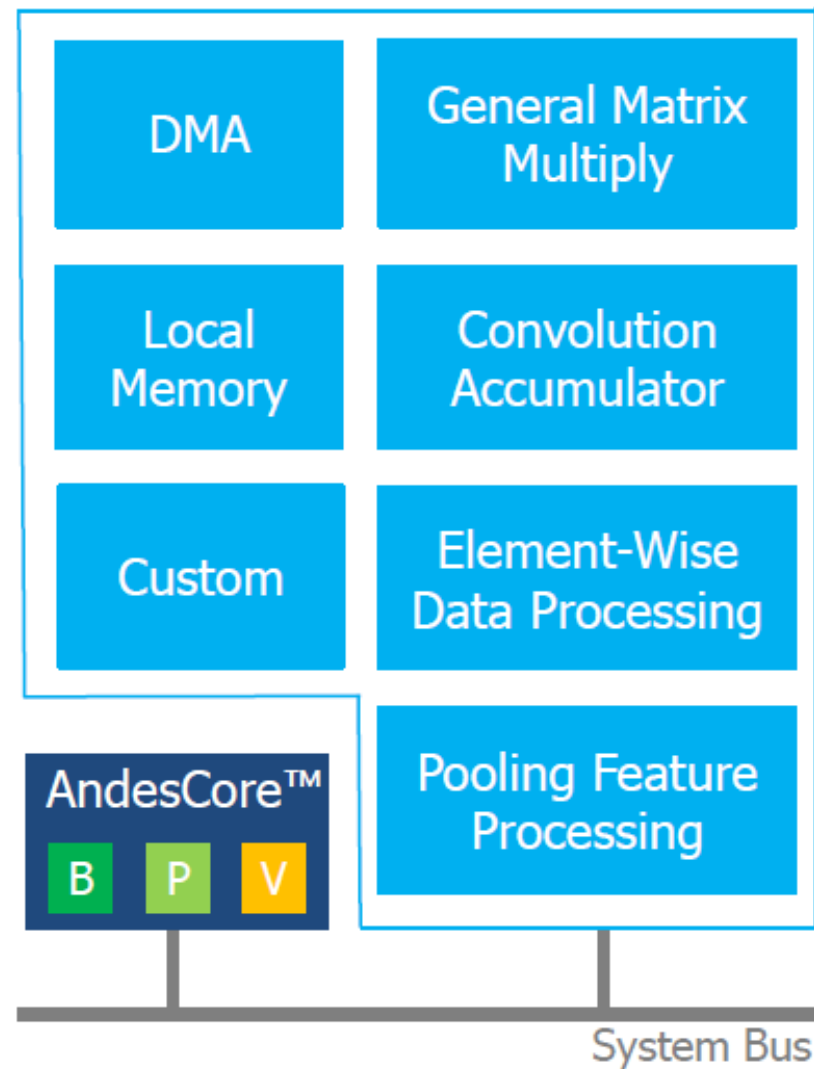 DMA
General Matrix
Multiply
Local
Memory
Convolution
Accumulator
Custom
Element-Wise
Data Processing
AndesCore™
B P V
Pooling Feature
Processing
System Bus